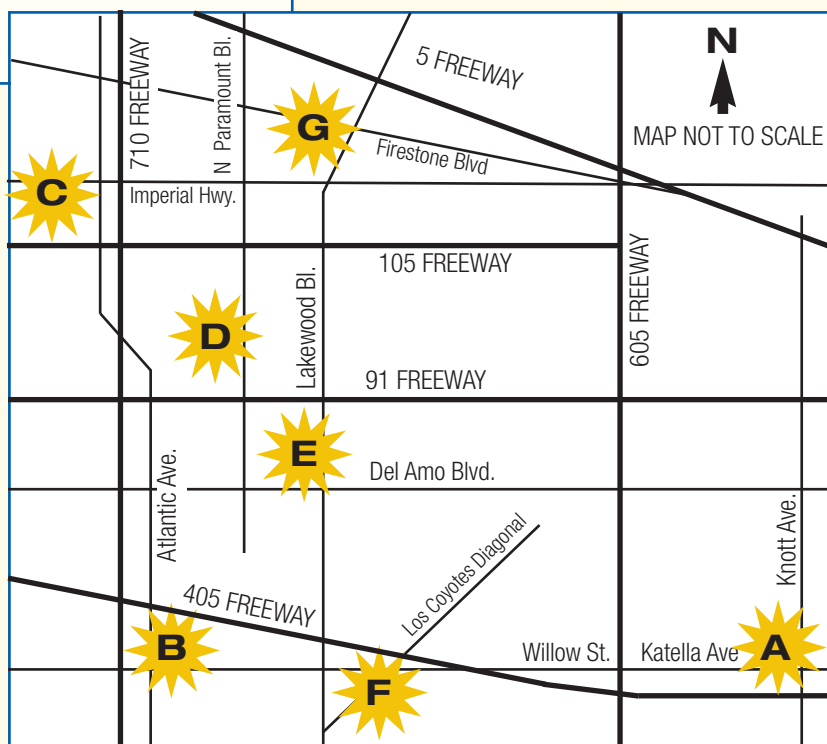 N
MAP NOT TO SCALE
5 FREEWAY
710 FREEWAY
N Paramount Bl.
G
Firestone Blvd
C
Imperial Hwy.
105 FREEWAY
605 FREEWAY
Lakewood Bl.
D
91 FREEWAY
E
Del Amo Blvd.
Atlantic Ave.
Knott Ave.
Los Coyotes Diagonal
405 FREEWAY
B
Willow St.
Katella Ave
A
F